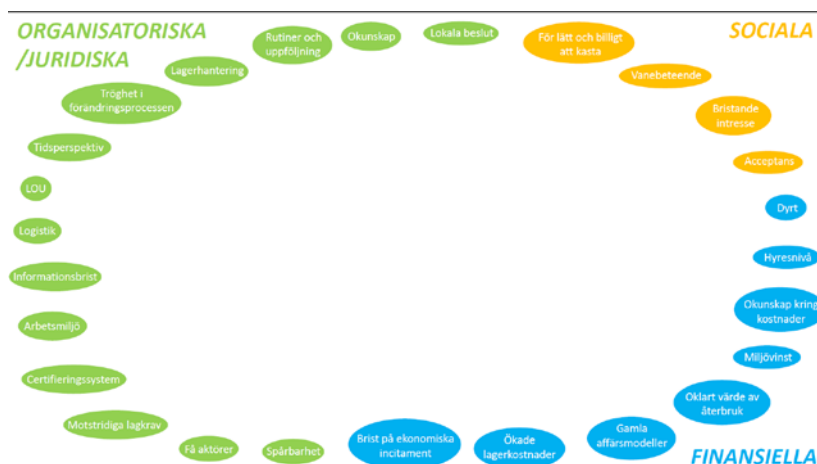 ORGANISATORISKA
/JURIDISKA
Rutiner och
uppföljning
Okunskap
Lokala beslut
För lätt och billigt
att kasta
SOCIALA
Lagerhantering
Vanebeteende
Tröghet i
förändringsprocessen
Bristande
intresse
Tidsperspektiv
Acceptans
LOU
Dyrt
Logistik
Hyresnivå
Informationsbrist
Okunskap kring
kostnader
Arbetsmiljö
Miljövinst
Certifieringssystem
Oklart värde av
återbruk
Motstridiga lagkrav
Få aktorer
Spårbarhet
Brist på ekonomiska
incitament
Ökade
lagerkostnader
Gamla
affärsmodeller
FINANSIELLA